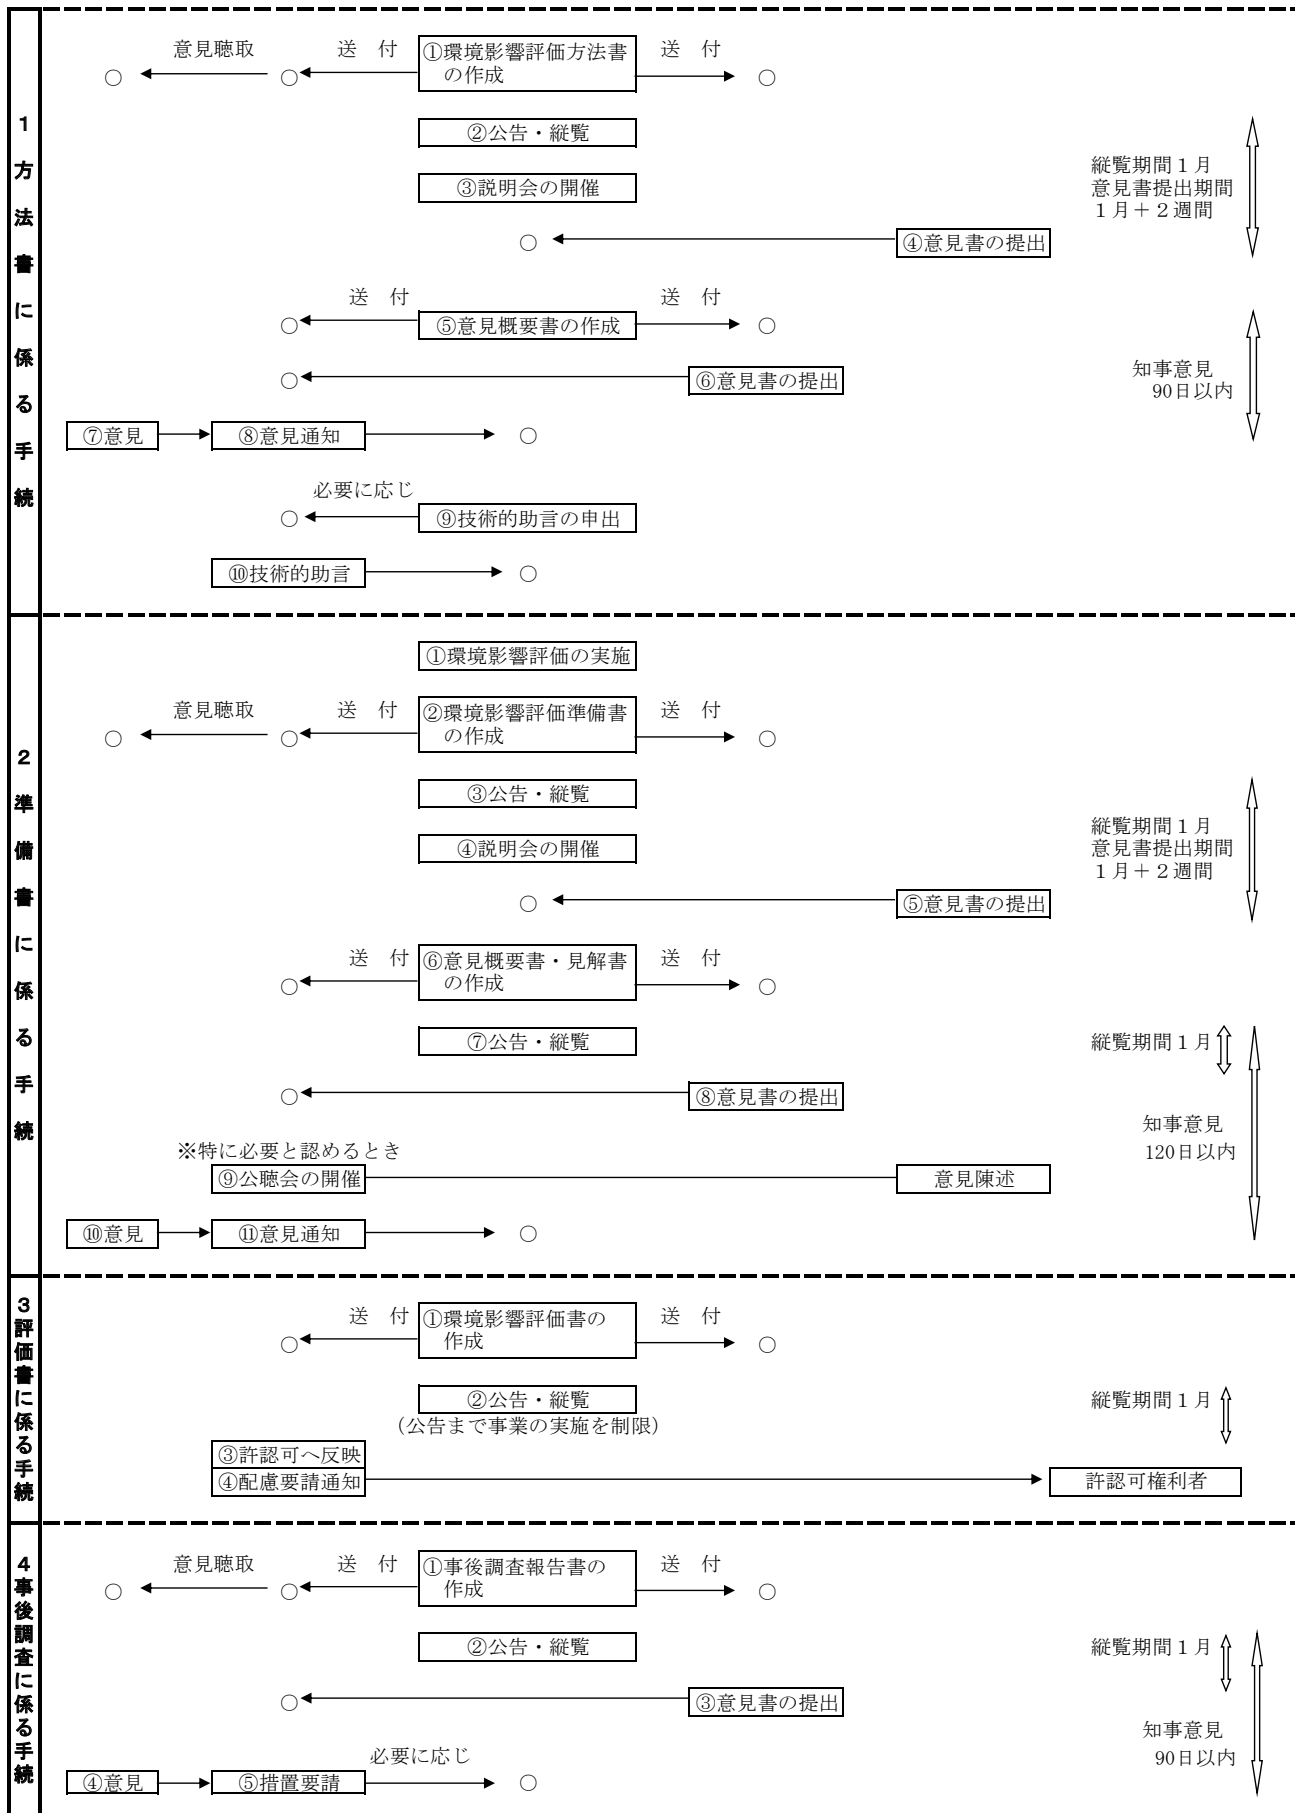 １方法書に係る手続
意見聴取　送　付　①環境影響評価方法書　送　付
の作成
○　○　○
②公告・縦覧
③説明会の開催
縦覧期間１月
意見書提出期間
１月＋２週間
○　④意見書の提出
送　付　送　付
○　⑤意見概要書の作成　○
○　⑥意見書の提出
知事意見
90日以内
⑦意見　⑧意見通知　○
必要に応じ
○　⑨技術的助言の申出
⑩技術的助言　○
２準備書に係る手続
①環境影響評価の実施
意見聴取　送　付　②環境影響評価準備書　送　付
の作成
○　○　○
③公告・縦覧
④説明会の開催
縦覧期間１月
意見書提出期間
１月＋２週間
○　⑤意見書の提出
送　付　⑥意見概要書・見解書　送　付
の作成
○　○
⑦公告・縦覧　縦覧期間１月
○　⑧意見書の提出
知事意見
120日以内
※特に必要と認めるとき
⑨公聴会の開催　意見陳述
⑩意見　⑪意見通知　○
３評価書に係る手続
送　付　①環境影響評価書の　送　付
作成
○　○
②公告・縦覧　縦覧期間１月
（公告まで事業の実施を制限）
③許認可へ反映
④配慮要請通知　許認可権利者
４事後調査に係る手続
意見聴取　送　付　①事後調査報告書の　送　付
作成
○　○　○
②公告・縦覧　縦覧期間１月
○　③意見書の提出
知事意見
90日以内
必要に応じ
④意見　⑤措置要請　○